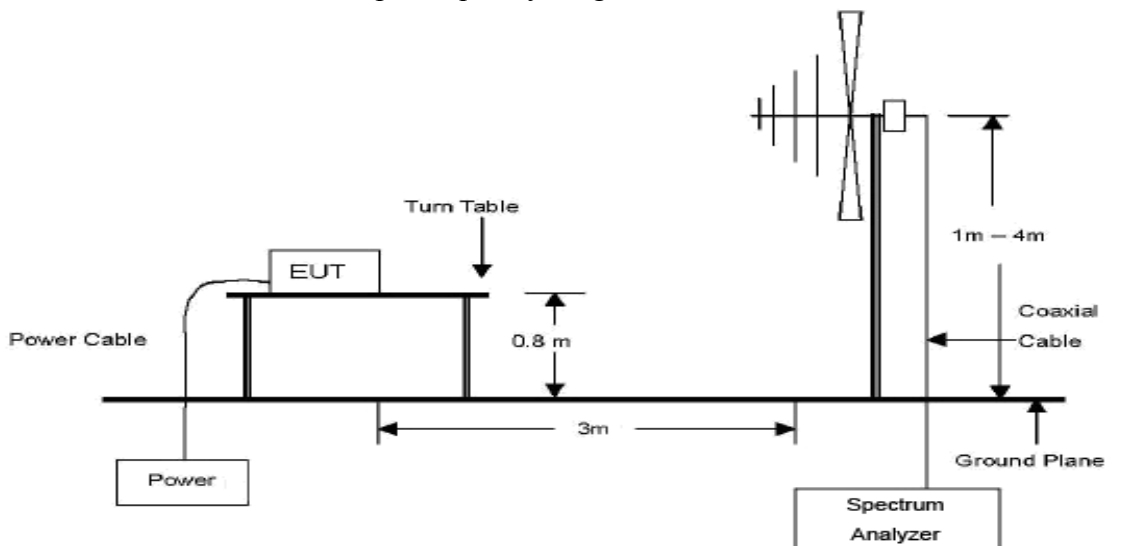 Turn Table
EUT
1m – 4m
Power Cable
0.8 m
Coaxial
Cable
3m
Ground Plane
Power
Spectrum
Analyzer